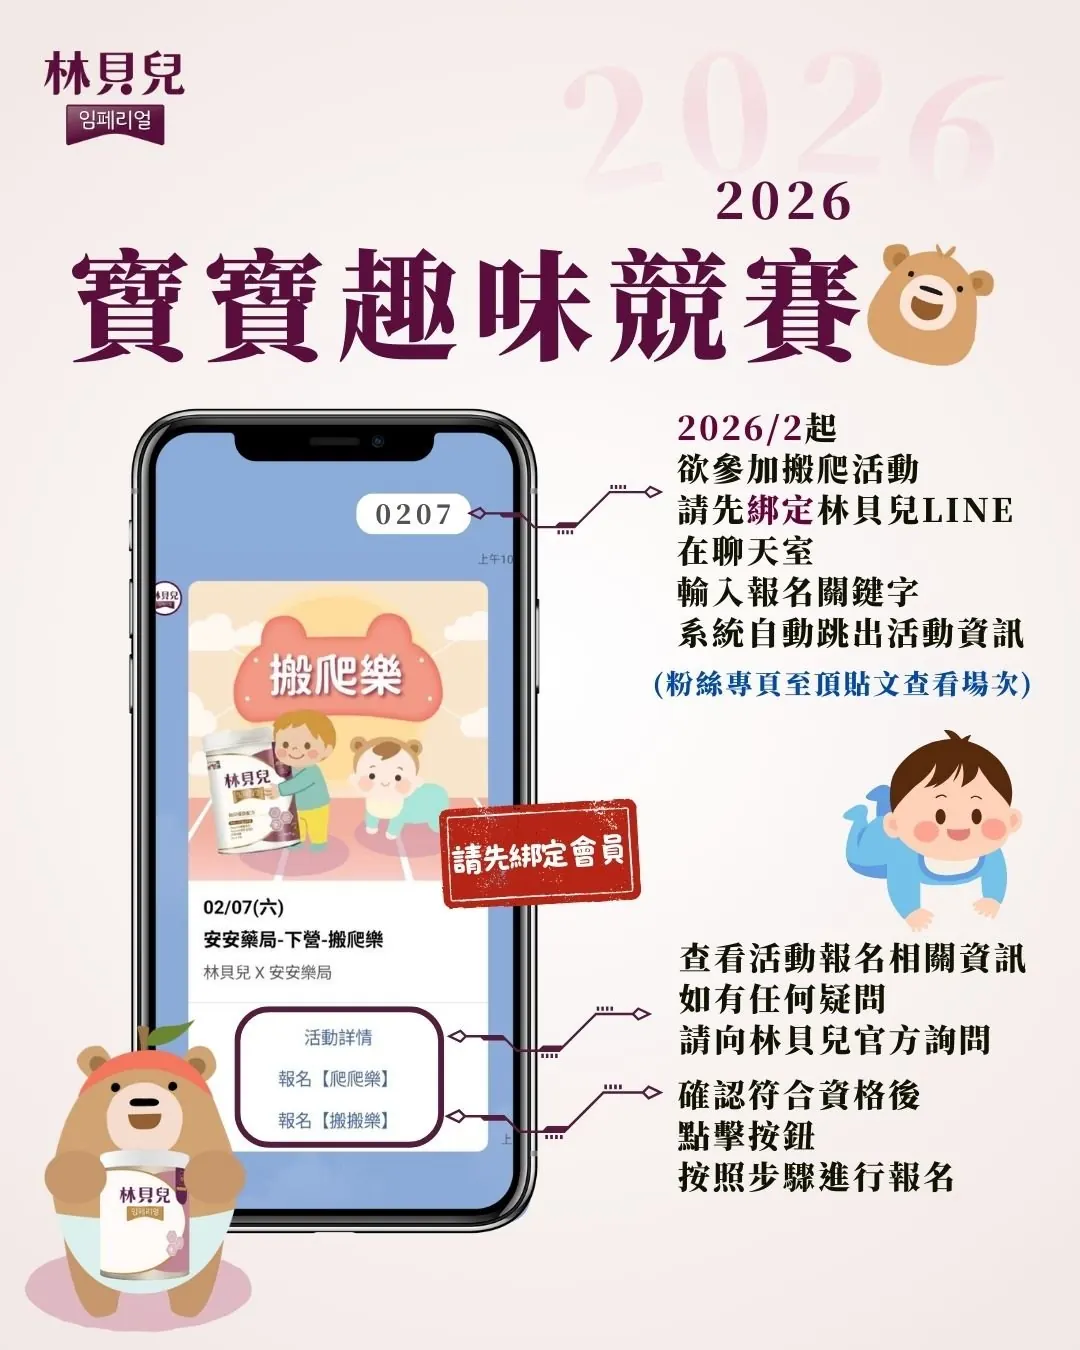 林貝兒
임페리얼
2026
2026
寶寶趣味競賽
2026/2起
欲參加搬爬活動
請先綁定林貝兒LINE
在聊天室
輸入報名關鍵字
系統自動跳出活動資訊
(粉絲專頁至頂貼文查看場次)
0207
上午10
林貝兒
搬爬樂
林貝兒
請先綁定會員
02/07(六)
安安藥局-下營-搬爬樂
林貝兒 X 安安樂局
活動詳情
報名【爬爬樂】
報名【搬搬樂】
上
查看活動報名相關資訊
如有任何疑問
請向林貝兒官方詢問
確認符合資格後
點擊按鈕
按照步驟進行報名
林貝兒
임페리얼